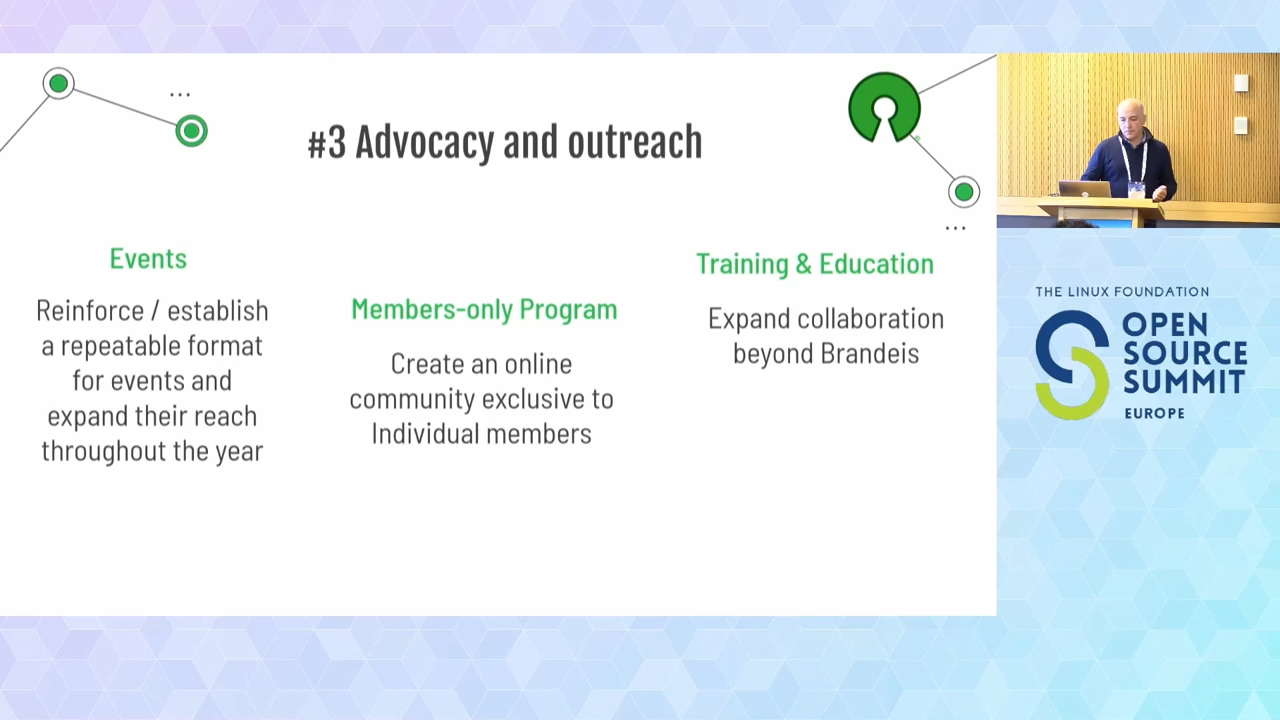 ...
#3 Advocacy and outreach
...
Events
Reinforce / establish
a repeatable format
for events and
expand their reach
throughout the year
Members-only Program
Create an online
community exclusive to
Individual members
Training & Education
Expand collaboration
beyond Brandeis
THE LINUX FOUNDATION
OPEN
SOURCE
SUMMIT
EUROPE